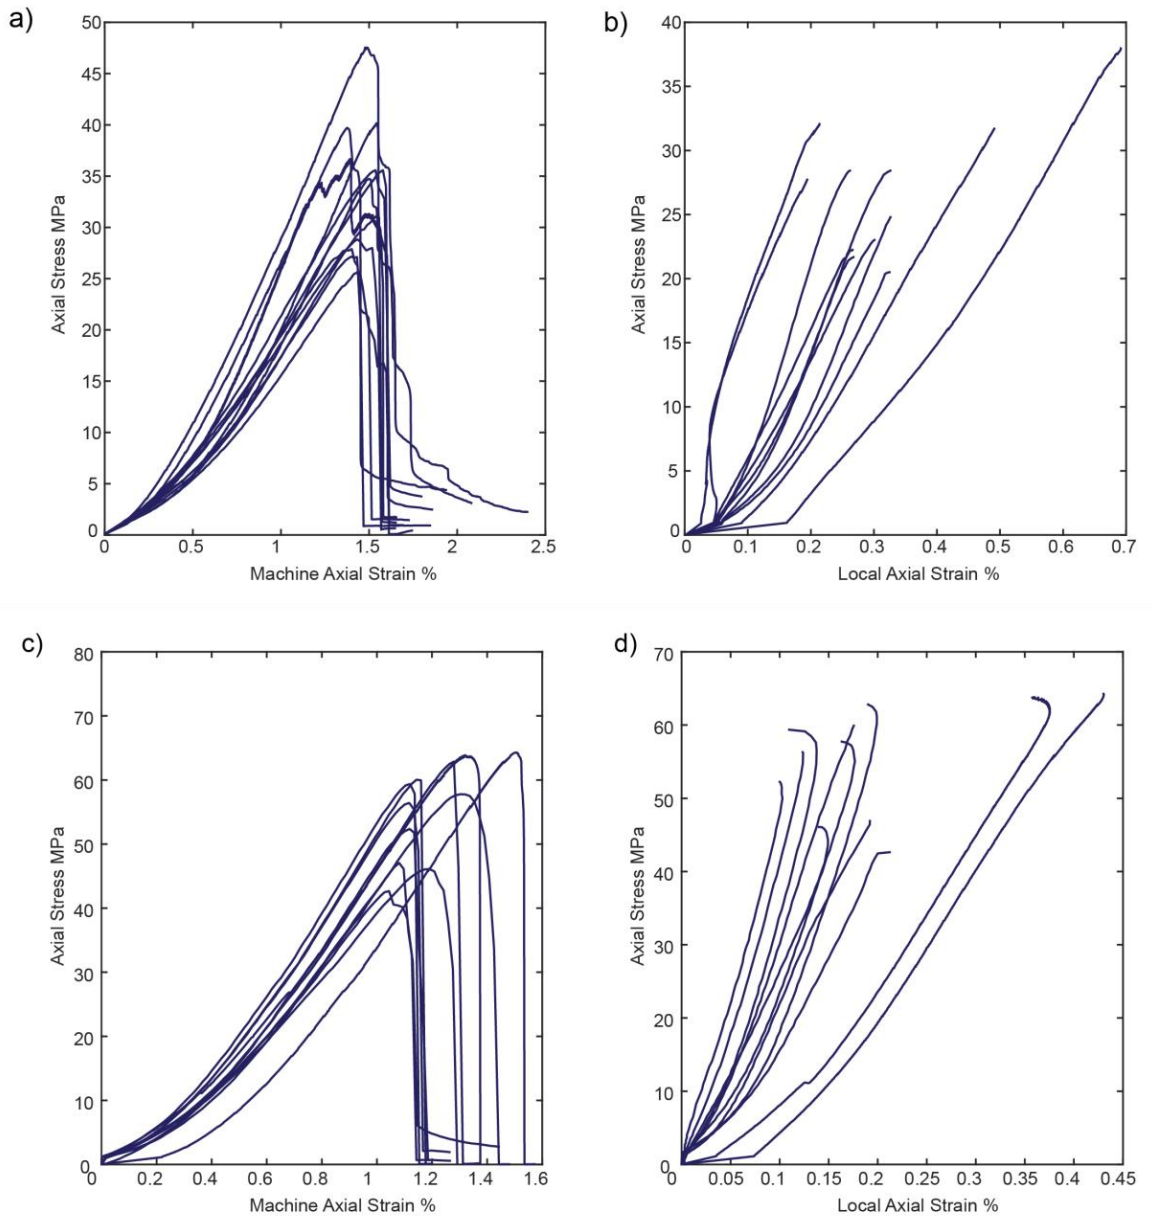 a)
50
45
40
35
30
25
20
15
10
5
0
Axial Stress MPa
0 0.5 1 1.5 2 2.5
Machine Axial Strain %
b)
40
35
30
25
20
15
10
5
0
Axial Stress MPa
0 0.1 0.2 0.3 0.4 0.5 0.6 0.7
Local Axial Strain %
c)
80
70
60
50
40
30
20
10
0
Axial Stress MPa
0 0.2 0.4 0.6 0.8 1 1.2 1.4 1.6
Machine Axial Strain %
d)
70
60
50
40
30
20
10
0
Axial Stress MPa
0 0.05 0.1 0.15 0.2 0.25 0.3 0.35 0.4 0.45
Local Axial Strain %